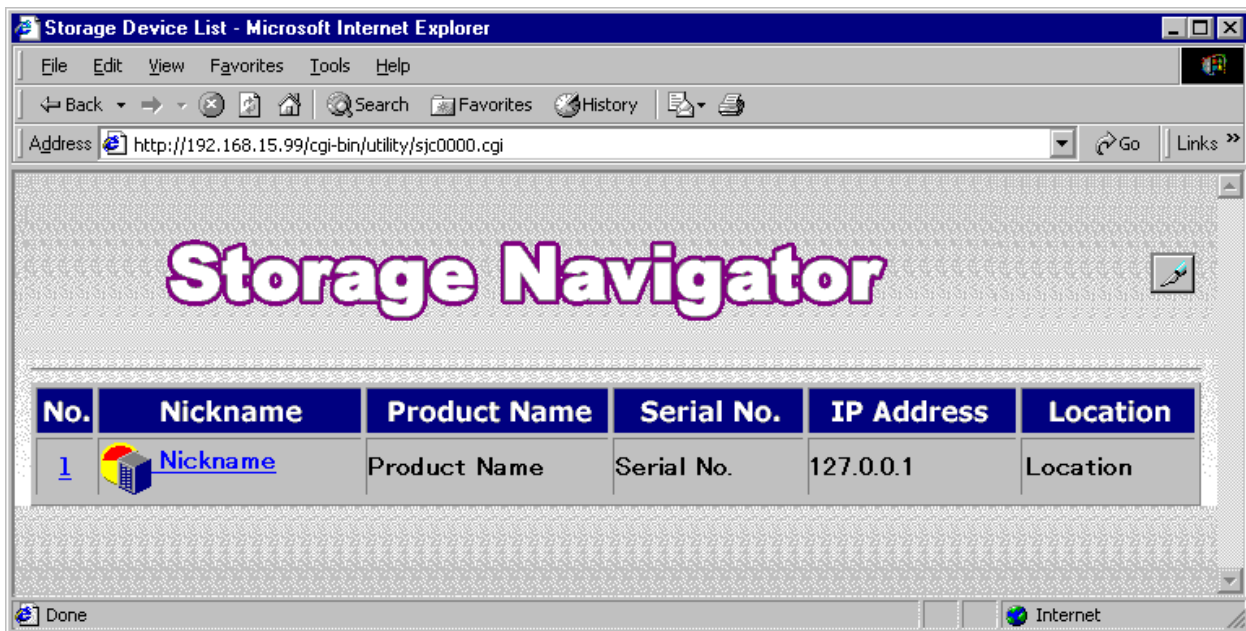 Storage Device List - Microsoft Internet Explorer
File Edit View Favorites Tools Help
Back Search Favorites History
Address http://192.168.15.99/cgi-bin/utility/sjc0000.cgi Go Links »
Storage Navigator
No. Nickname Product Name Serial No. IP Address Location
1 Nickname Product Name Serial No. 127.0.0.1 Location
Done Internet